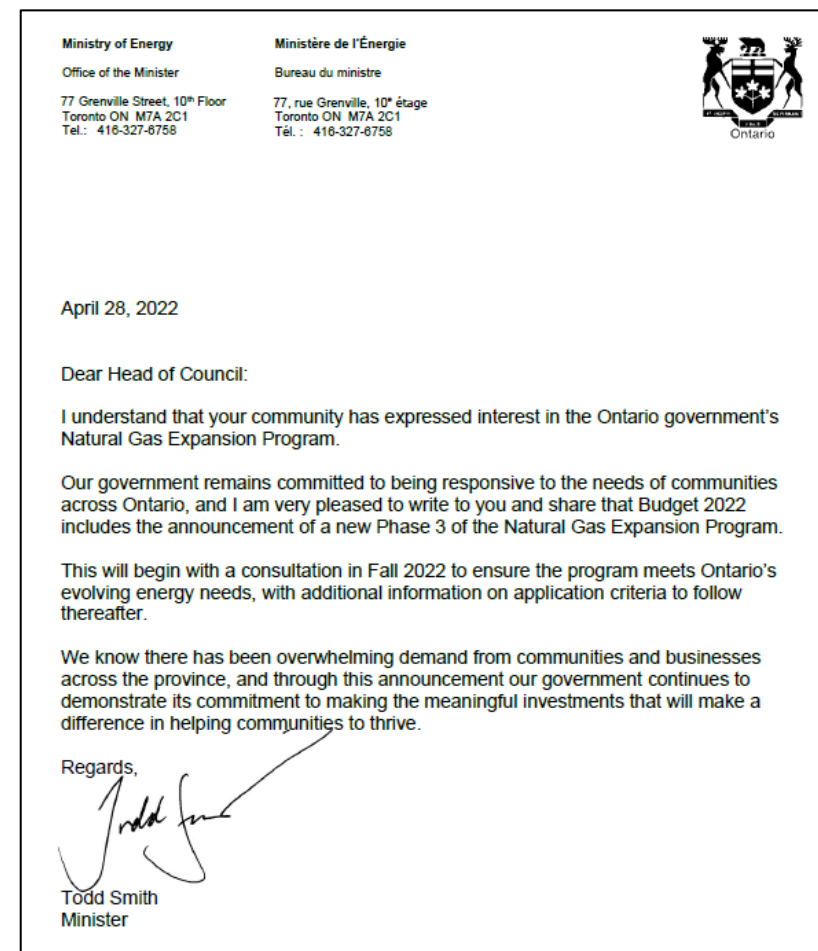 Ministry of Energy
Office of the Minister
77 Grenville Street, 10th Floor
Toronto ON M7A 2C1
Tel.: 416-327-6758
Ministère de l'Énergie
Bureau du ministre
77, rue Grenville, 10e étage
Toronto ON M7A 2C1
Tél. : 416-327-6758
Ontario
April 28, 2022
Dear Head of Council:
I understand that your community has expressed interest in the Ontario government's
Natural Gas Expansion Program.
Our government remains committed to being responsive to the needs of communities
across Ontario, and I am very pleased to write to you and share that Budget 2022
includes the announcement of a new Phase 3 of the Natural Gas Expansion Program.
This will begin with a consultation in Fall 2022 to ensure the program meets Ontario's
evolving energy needs, with additional information on application criteria to follow
thereafter.
We know there has been overwhelming demand from communities and businesses
across the province, and through this announcement our government continues to
demonstrate its commitment to making the meaningful investments that will make a
difference in helping communities to thrive.
Regards,
Todd Smith
Minister